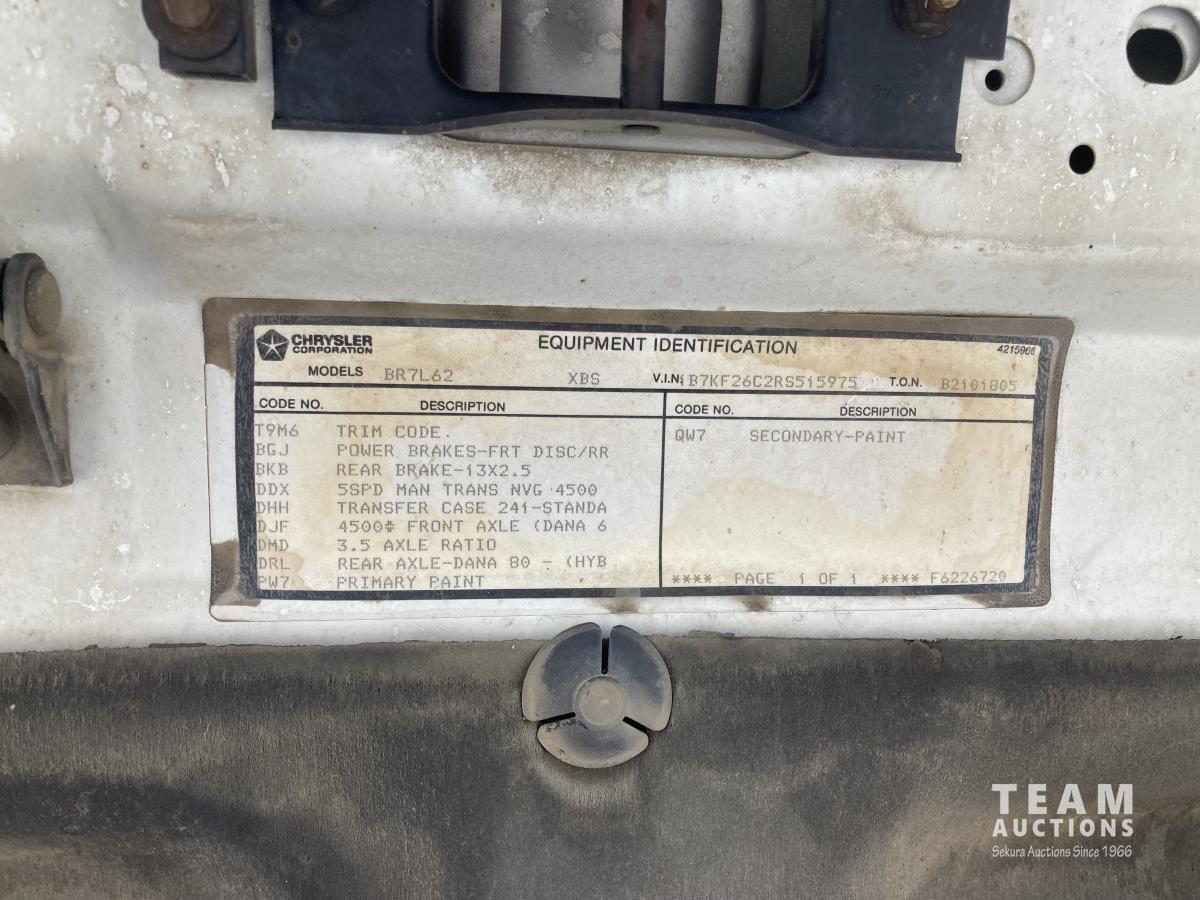 CHRYSLER
CORPORATION
EQUIPMENT IDENTIFICATION
4215966
MODELS BR7L62 XBS V.I.N. 1B7KF26C2RS515975 T.O.N. B2101805
CODE NO. DESCRIPTION
T9M6 TRIM CODE.
BGJ POWER BRAKES-FRT DISC/RR
BKB REAR BRAKE-13X2.5
DDX 5SPD MAN TRANS NVG 4500
DHH TRANSFER CASE 241-STANDA
DJF 4500# FRONT AXLE (DANA 6
DMD 3.5 AXLE RATIO
DRL REAR AXLE-DANA 80 - (HYB
PW7 PRIMARY PAINT
CODE NO. DESCRIPTION
QW7 SECONDARY-PAINT
**** PAGE 1 OF 1 **** F6226720
TEAM
AUCTIONS
Sekura Auctions Since 1966